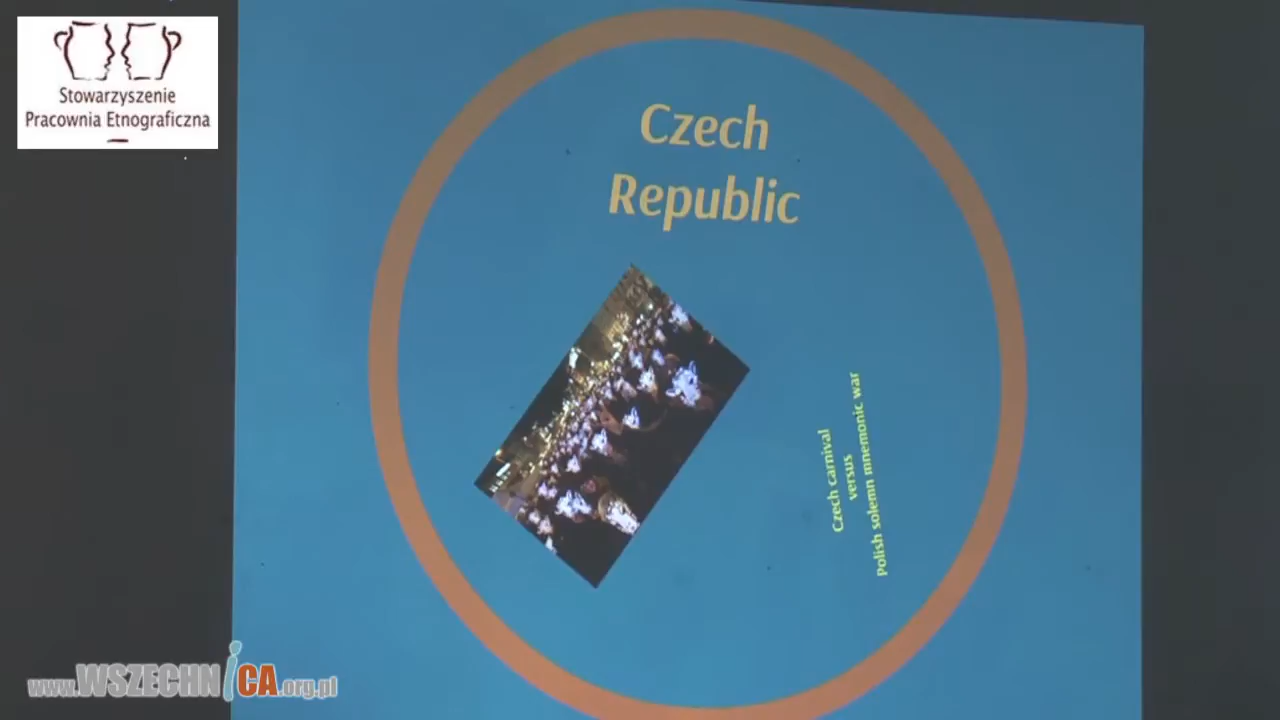 Stowarzyszenie
Pracownia Etnograficzna
Czech
Republic
Czech carnival
versus
Polish solemn mnemonic war
www.WSZECHNiCA.org.pl